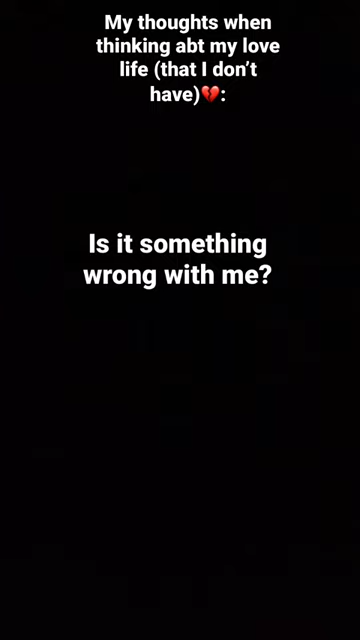 My thoughts when
thinking abt my love
life (that I don’t
have)💔:
Is it something
wrong with me?